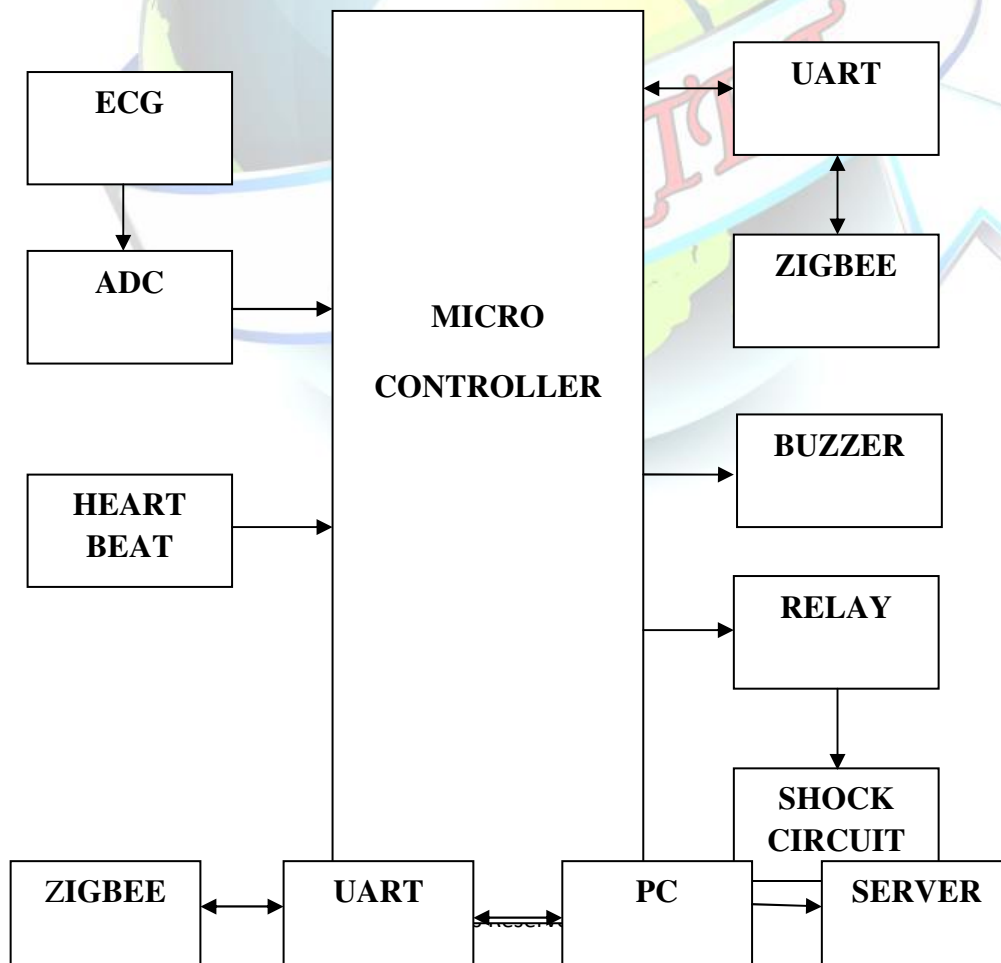 ECG
UART
ADC
ZIGBEE
MICRO
CONTROLLER
BUZZER
HEART
BEAT
RELAY
SHOCK
CIRCUIT
ZIGBEE
UART
PC
SERVER